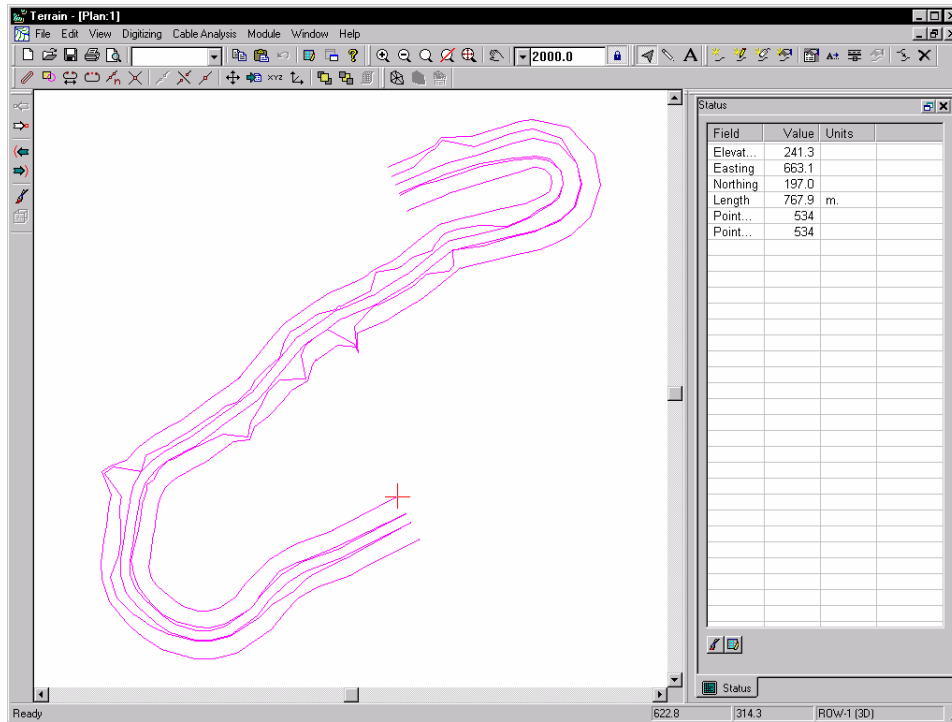 Terrain - [Plan:1]
File Edit View Digitizing Cable Analysis Module Window Help
2000.0
A
XYZ
Status
Field Value Units
Elevat... 241.3
Easting 663.1
Northing 197.0
Length 767.9 m.
Point... 534
Point... 534
Status
Ready 622.8 314.3 ROW-1 (3D)